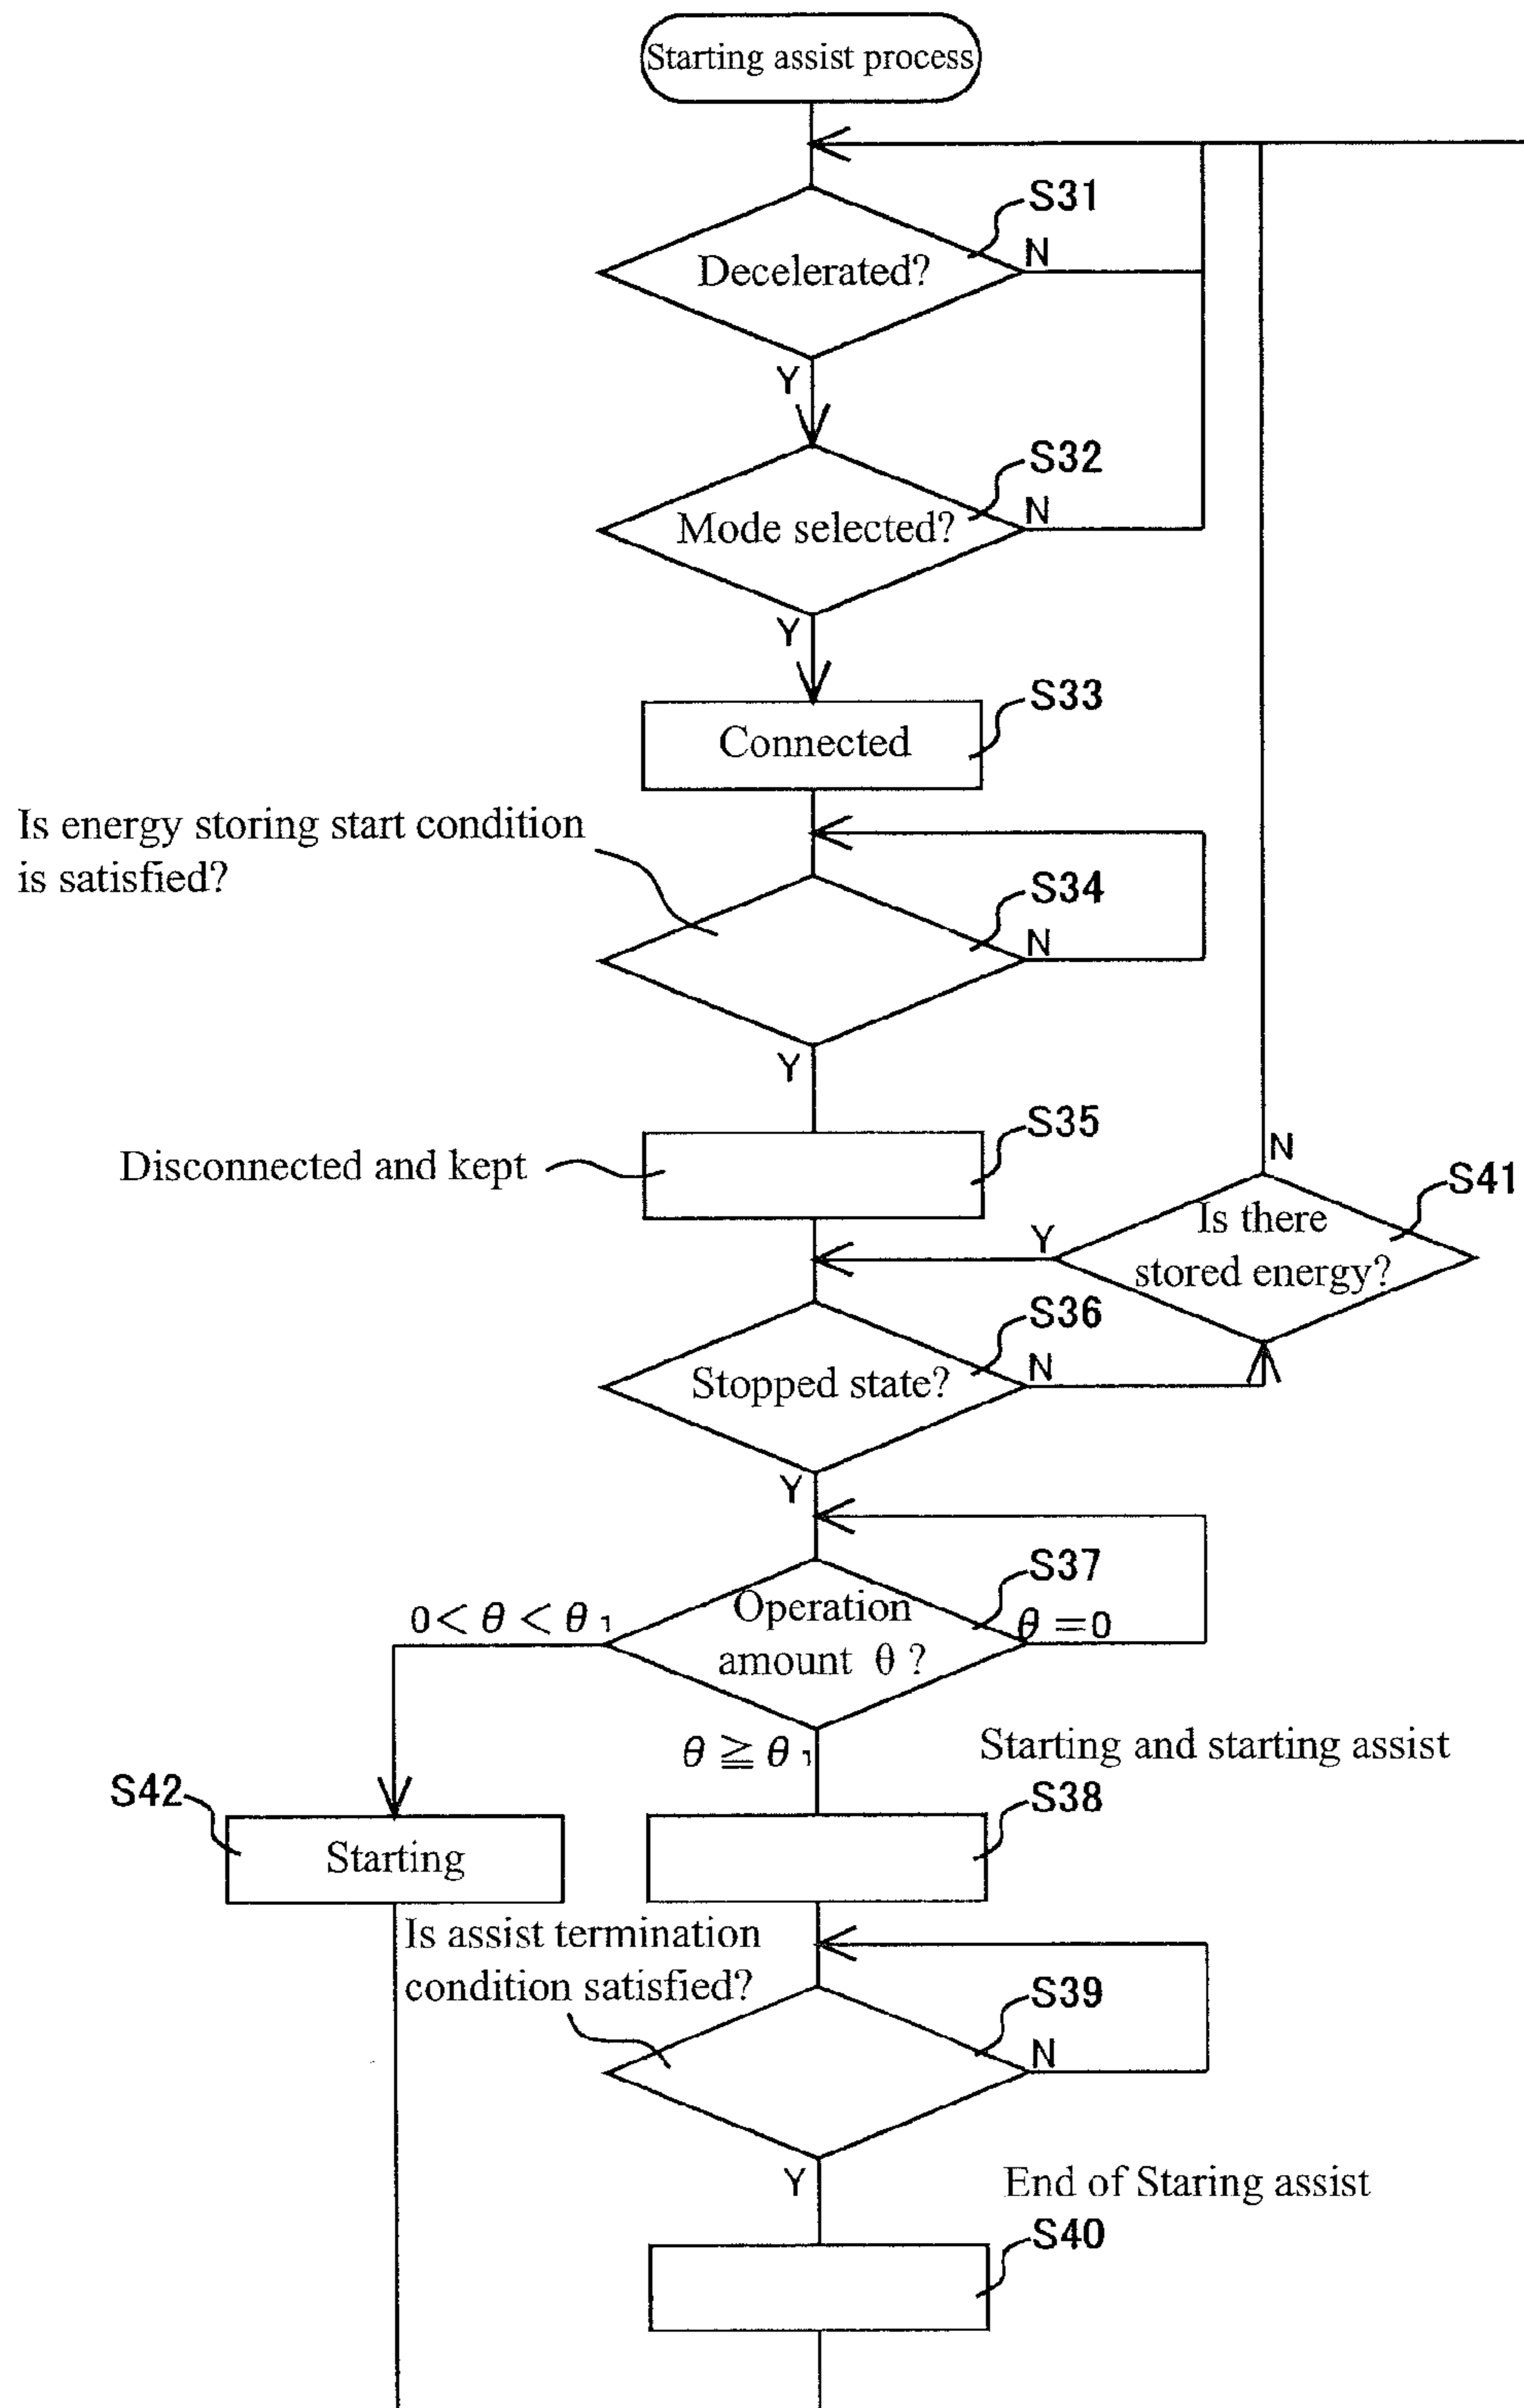 Starting assist process
S31
Decelerated?
N
Y
S32
Mode selected?
N
Y
S33
Connected
Is energy storing start condition
is satisfied?
S34
N
Y
S35
Disconnected and kept
N
S41
Is there
stored energy?
Y
S36
Stopped state?
N
Y
S37
Operation
amount θ ?
0< θ < θ₁
θ =0
θ ≧ θ₁
Starting and starting assist
S38
S42
Starting
Is assist termination
condition satisfied?
S39
N
Y
End of Staring assist
S40